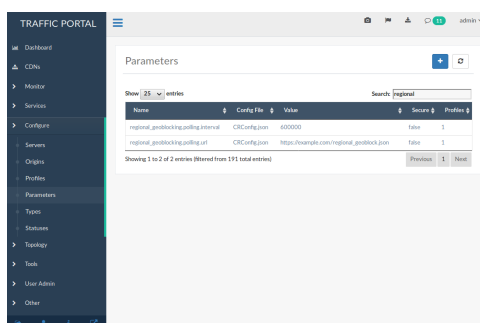 TRAFFIC PORTAL
11
admin
Dashboard
CDNs
Monitor
Services
Configure
Servers
Origins
Profiles
Parameters
Types
Statuses
Topology
Tools
User Admin
Other
Parameters
Show 25 entries
Search: regional
Name Config File Value Secure Profiles
regional_geoblocking.polling.interval CRConfig.json 600000 false 1
regional_geoblocking.polling.url CRConfig.json https://example.com/regional_geoblock.json false 1
Showing 1 to 2 of 2 entries (filtered from 191 total entries)
Previous 1 Next